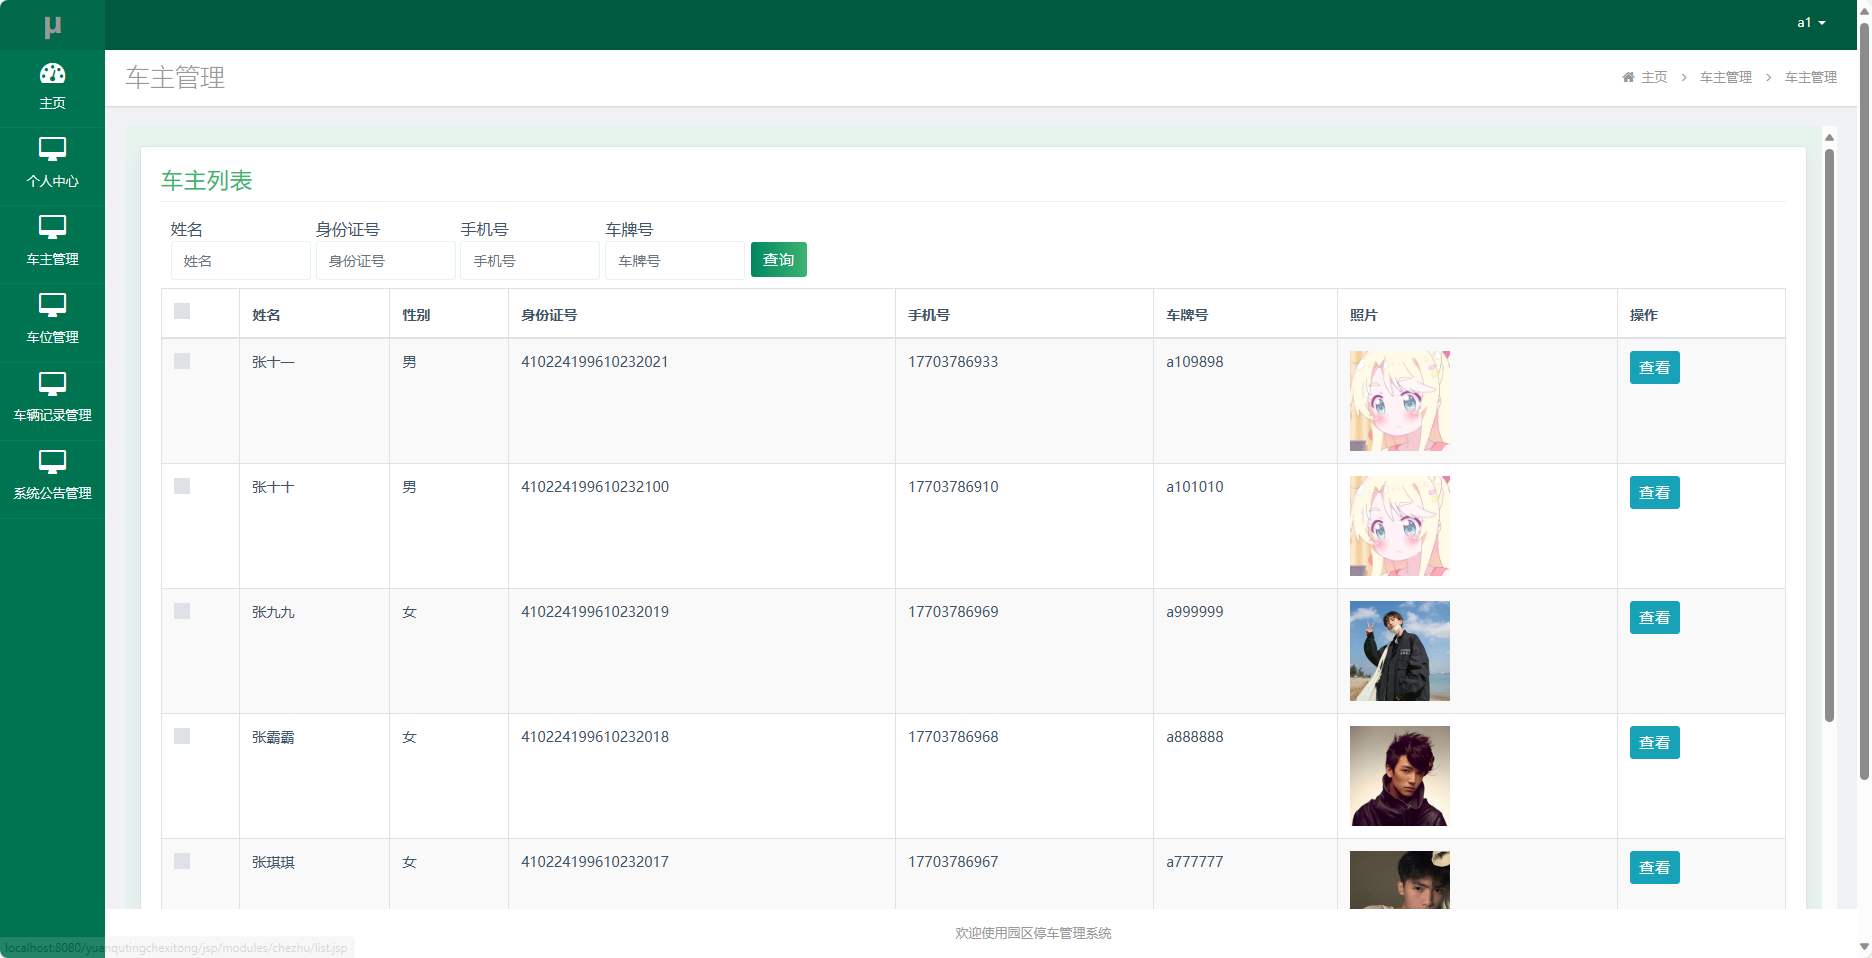 μ
a1
主页
个人中心
车主管理
车位管理
车辆记录管理
系统公告管理
车主管理
主页 > 车主管理 > 车主管理
车主列表
姓名 身份证号 手机号 车牌号
姓名 身份证号 手机号 车牌号 查询
姓名 性别 身份证号 手机号 车牌号 照片 操作
张十一 男 410224199610232021 17703786933 a109898 查看
张十十 男 410224199610232100 17703786910 a101010 查看
张九九 女 410224199610232019 17703786969 a999999 查看
张霸霸 女 410224199610232018 17703786968 a888888 查看
张琪琪 女 410224199610232017 17703786967 a777777 查看
欢迎使用园区停车管理系统
localhost:8080/yuanqutingchexitong/jsp/modules/chezhu/list.jsp